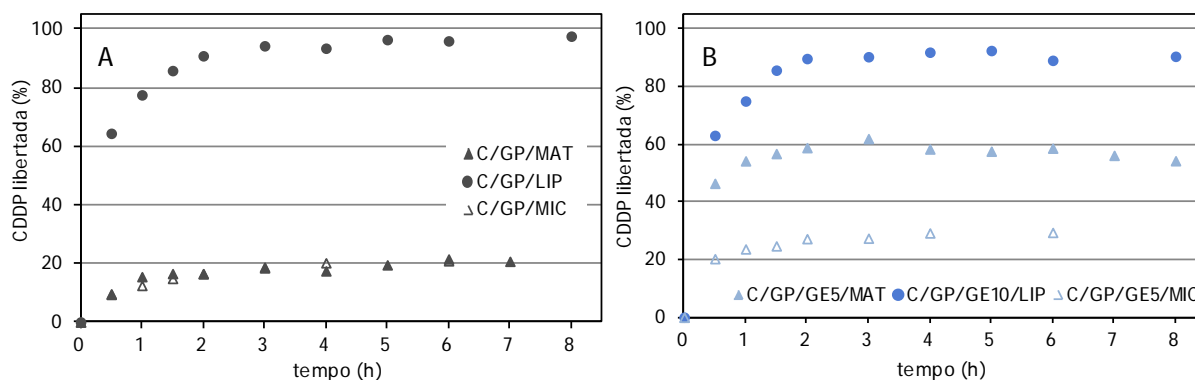 A
CDDP libertada (%)
100
80
60
40
20
0
C/GP/MAT
C/GP/LIP
C/GP/MIC
0 1 2 3 4 5 6 7 8
tempo (h)
B
CDDP libertada (%)
100
80
60
40
20
0
C/GP/GE5/MAT C/GP/GE10/LIP C/GP/GE5/MIC
0 1 2 3 4 5 6 7 8
tempo (h)